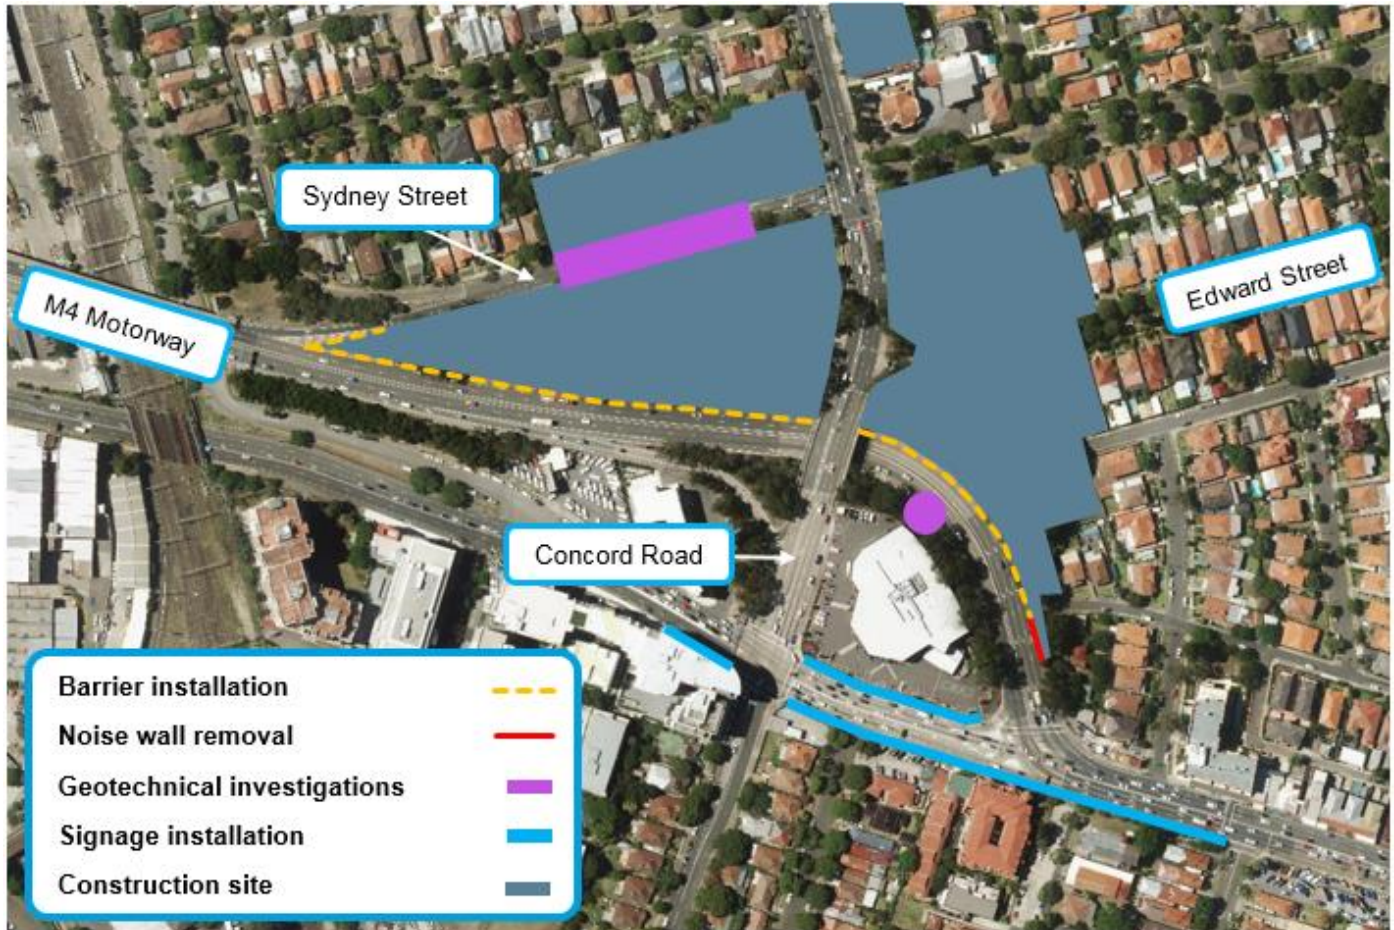 Sydney Street
M4 Motorway
Edward Street
Concord Road
Barrier installation
Noise wall removal
Geotechnical investigations
Signage installation
Construction site